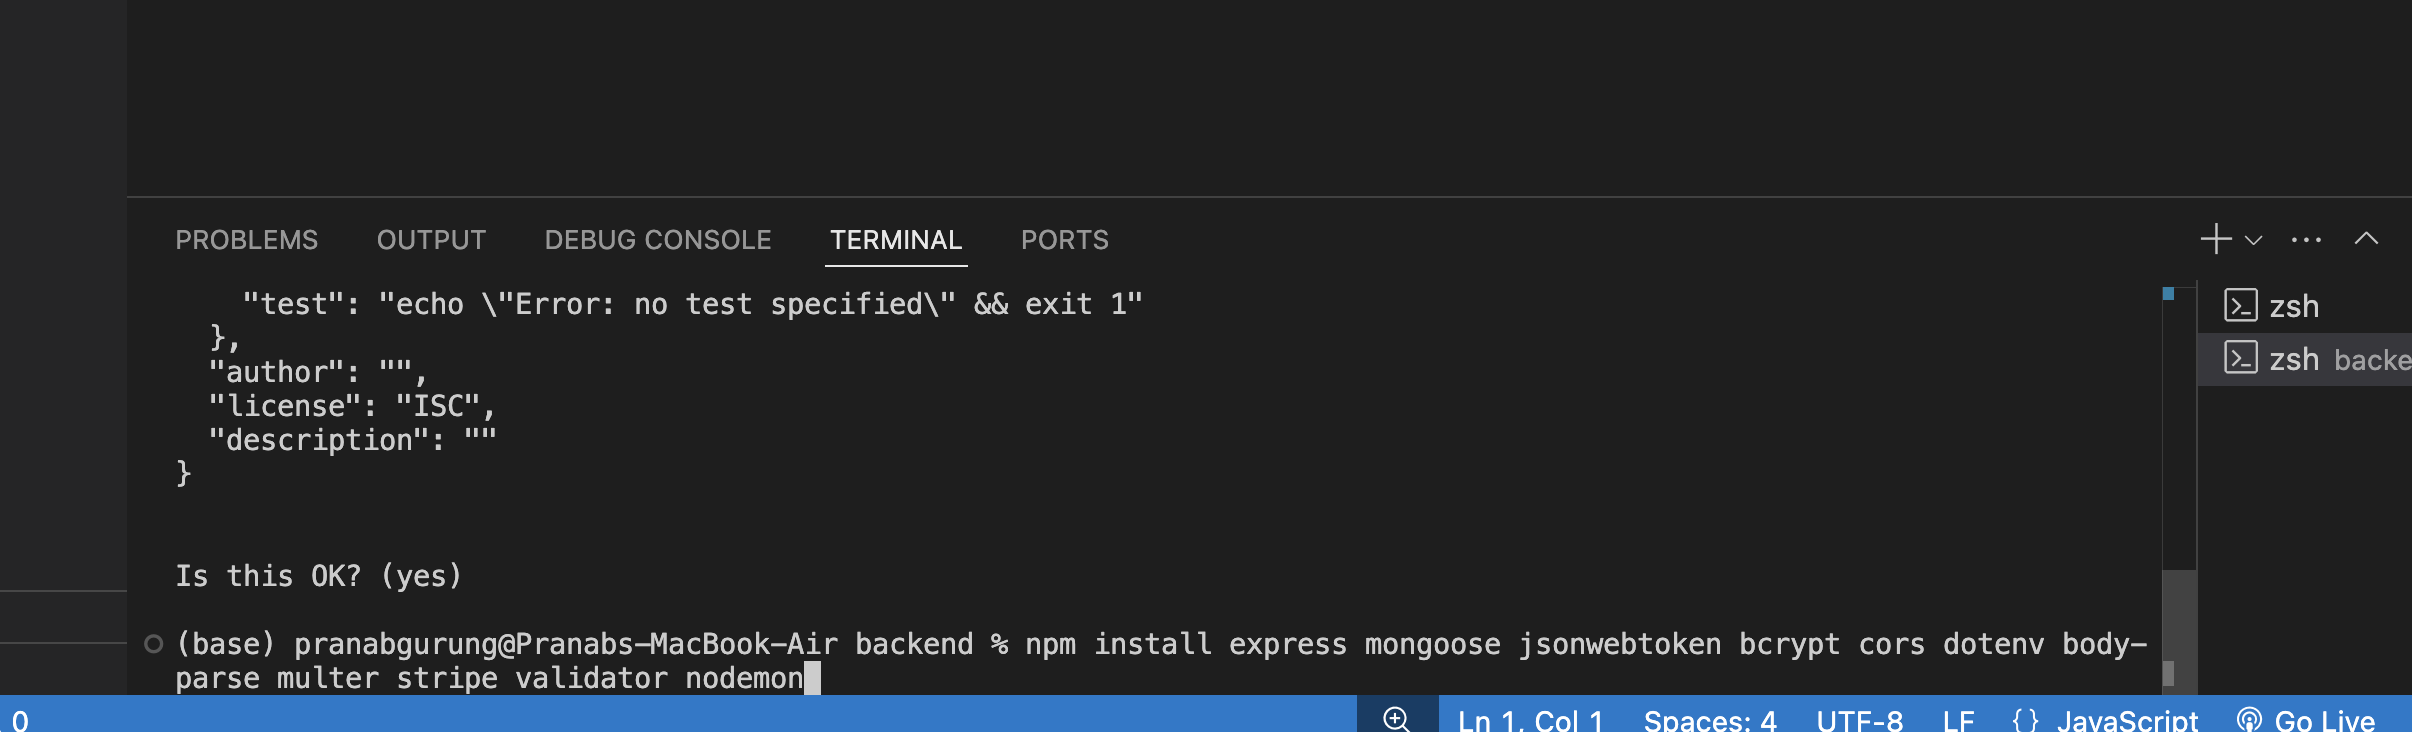 PROBLEMS OUTPUT DEBUG CONSOLE TERMINAL PORTS
"test": "echo \"Error: no test specified\" && exit 1"
},
"author": "",
"license": "ISC",
"description": ""
}
Is this OK? (yes)
(base) pranabgurung@Pranabs-MacBook-Air backend % npm install express mongoose jsonwebtoken bcrypt cors dotenv body-
parse multer stripe validator nodemon
zsh
zsh backe
0 Ln 1, Col 1 Spaces: 4 UTF-8 LF {} JavaScript Go Live